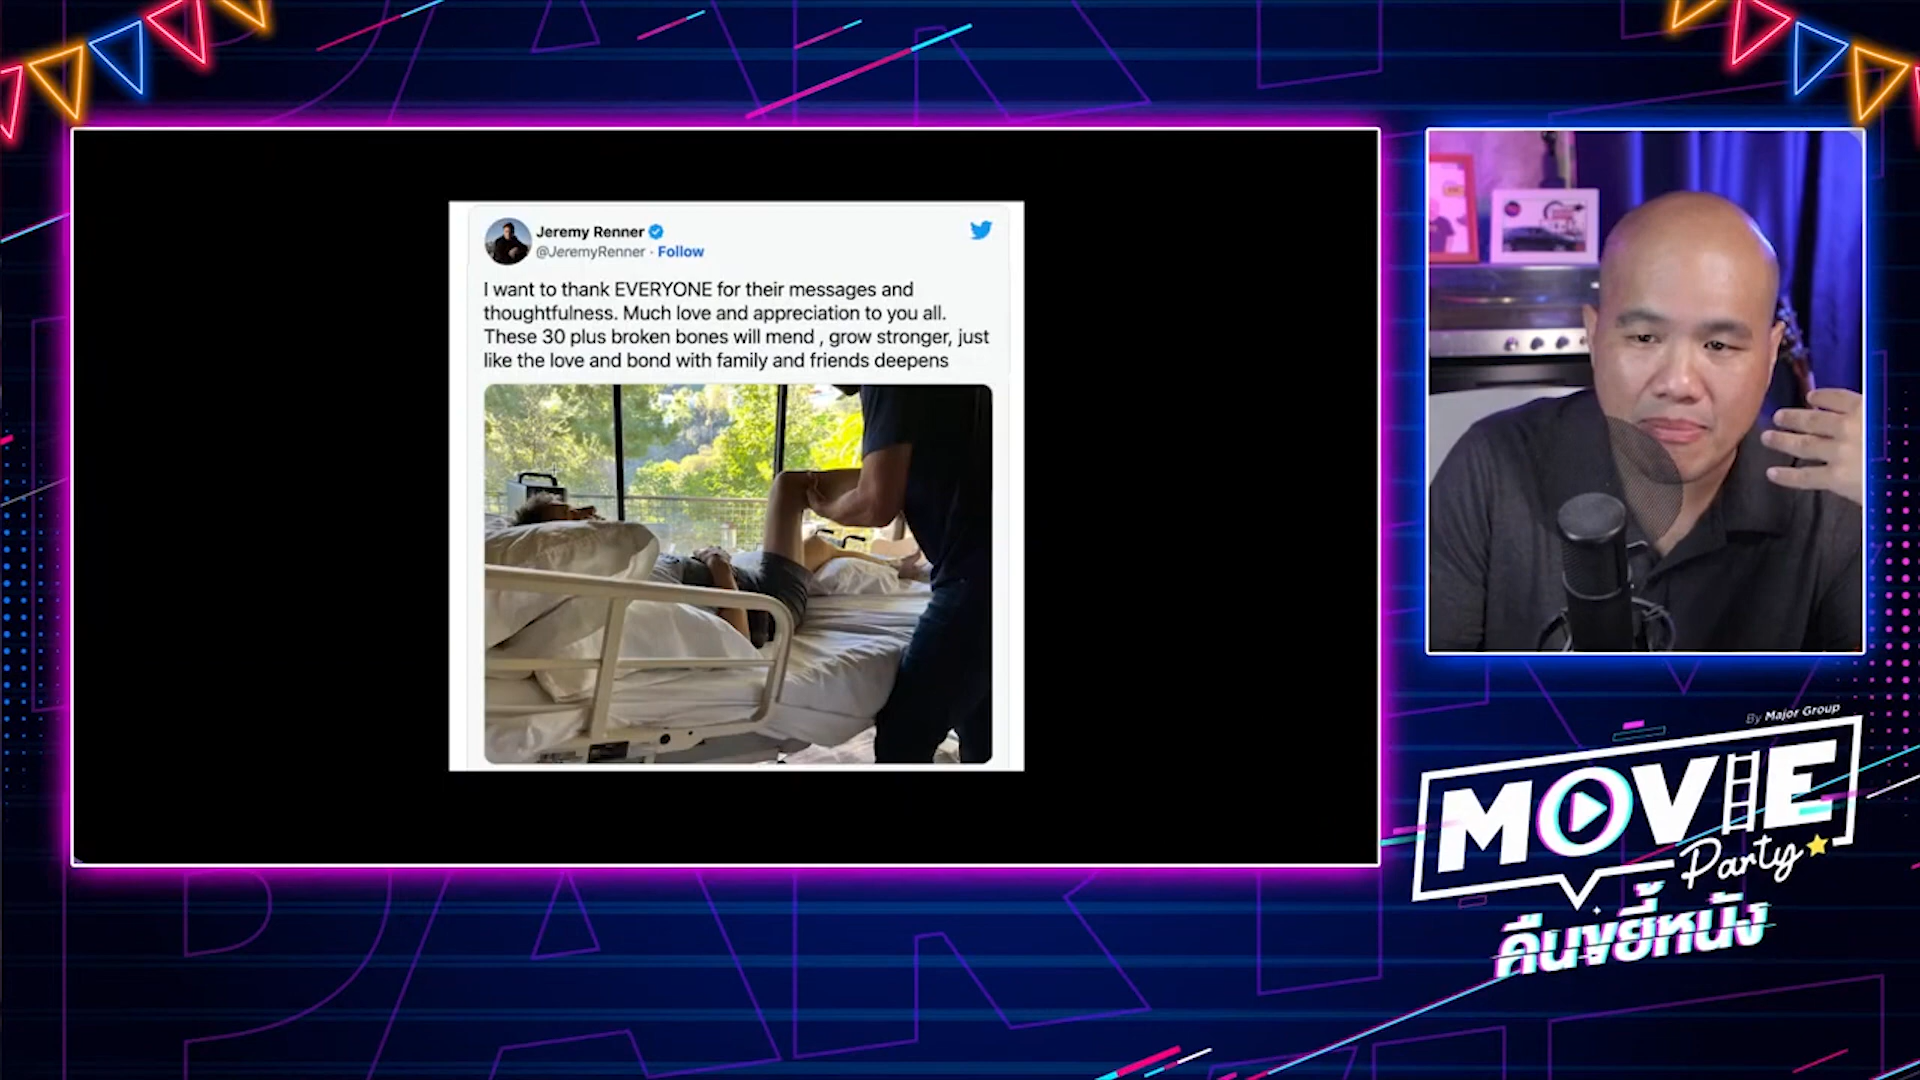 Jeremy Renner
@JeremyRenner · Follow
I want to thank EVERYONE for their messages and
thoughtfulness. Much love and appreciation to you all.
These 30 plus broken bones will mend , grow stronger, just
like the love and bond with family and friends deepens
By Major Group
MOVIE
Party
คืนขยี้หนัง
PARTY